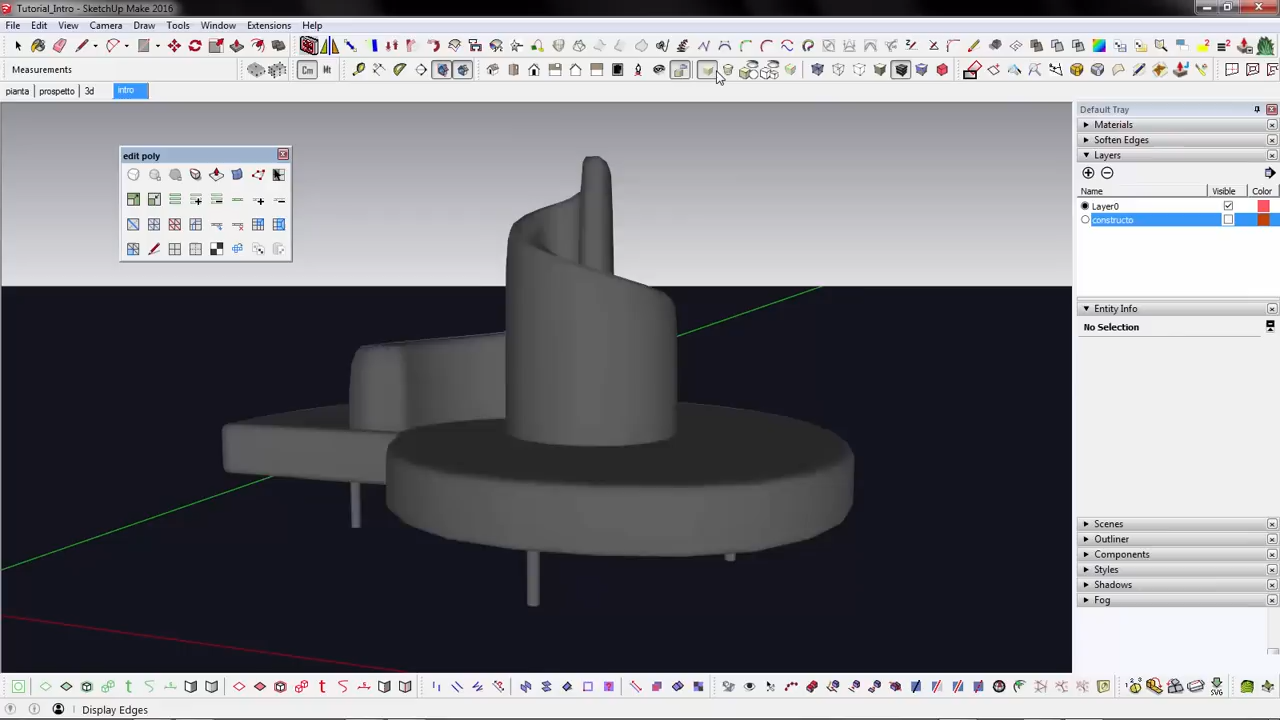 Tutorial_Intro - SketchUp Make 2016
File Edit View Camera Draw Tools Window Extensions Help
Measurements
Cm
pianta prospetto 3d intro
Default Tray
Materials
Soften Edges
Layers
Name Visible Color
Layer0
constructo
Entity Info
No Selection
edit poly
Scenes
Outliner
Components
Styles
Shadows
Fog
SVG
Display Edges